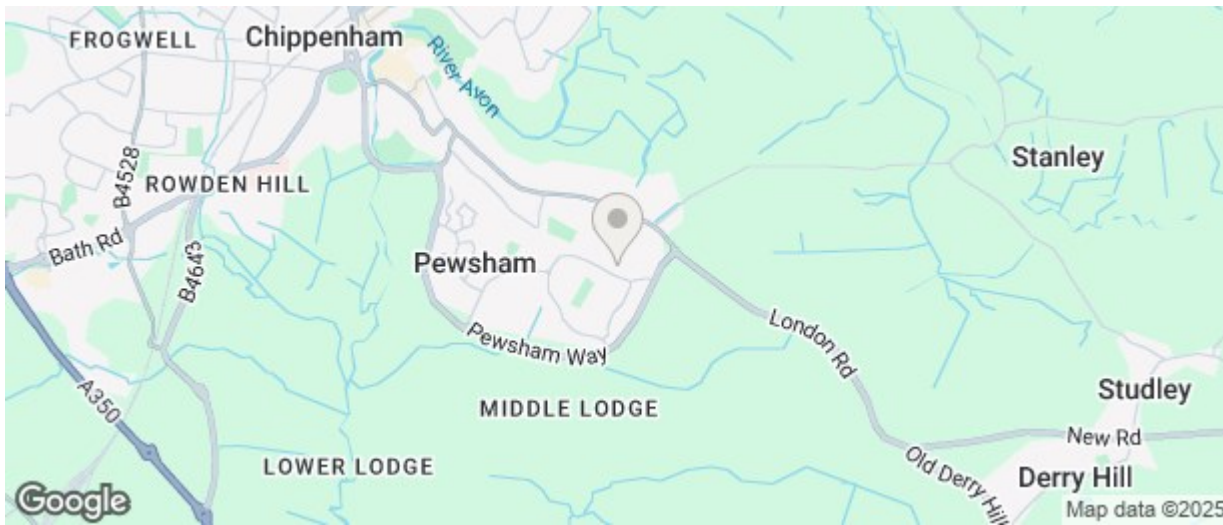 FROGWELL
Chippenham
River Avon
Stanley
B4528
ROWDEN HILL
Bath Rd
B4643
Pewsham
London Rd
Pewsham Way
A350
MIDDLE LODGE
Studley
New Rd
LOWER LODGE
Old Derry Hill
Derry Hill
Google
Map data ©2025